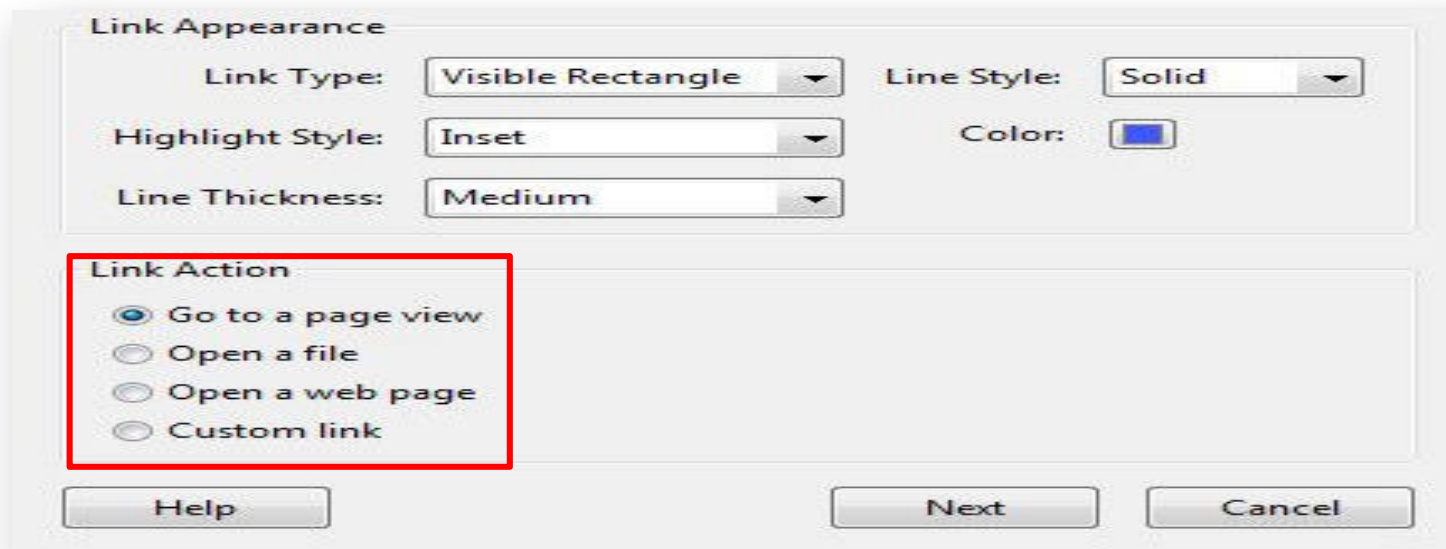 Link Appearance
Link Type: Visible Rectangle Line Style: Solid
Highlight Style: Inset Color:
Line Thickness: Medium
Link Action
Go to a page view
Open a file
Open a web page
Custom link
Help Next Cancel